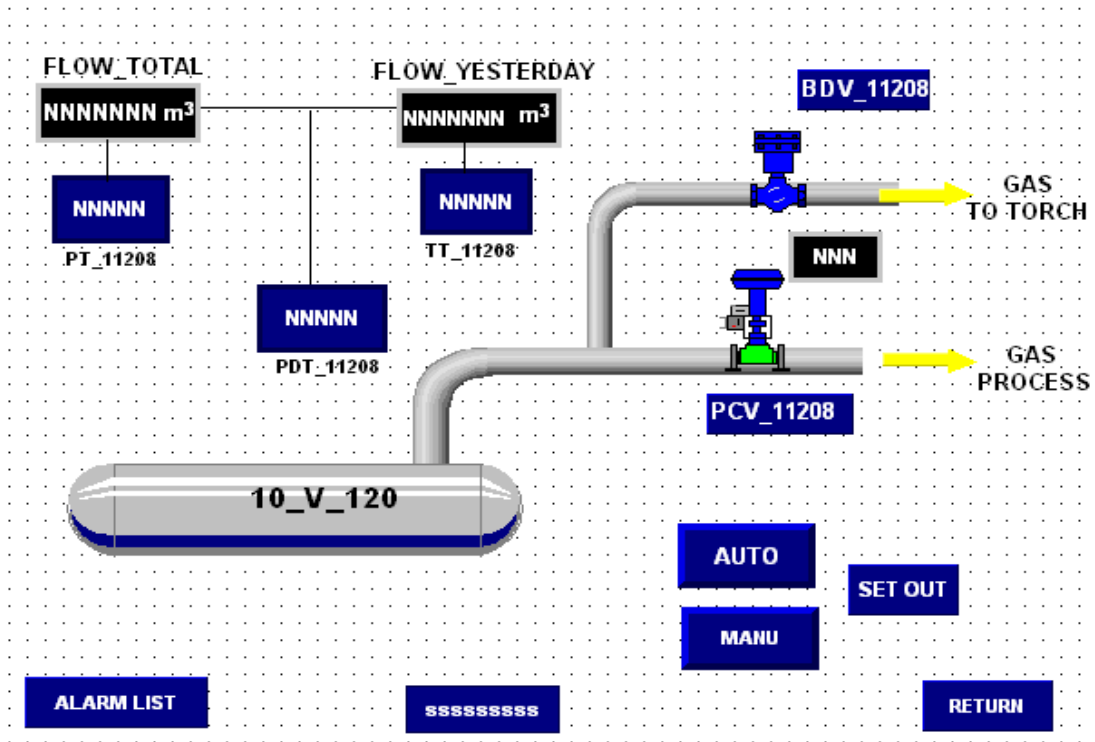 FLOW_TOTAL
FLOW_YESTERDAY
NNNNNNN m³
NNNNNNN m³
BDV_11208
NNNNN
NNNNN
PT_11208
TT_11208
GAS
TO TORCH
NNN
NNNNN
PDT_11208
GAS
PROCESS
PCV_11208
10_V_120
AUTO
SET OUT
MANU
ALARM LIST
sssssssss
RETURN